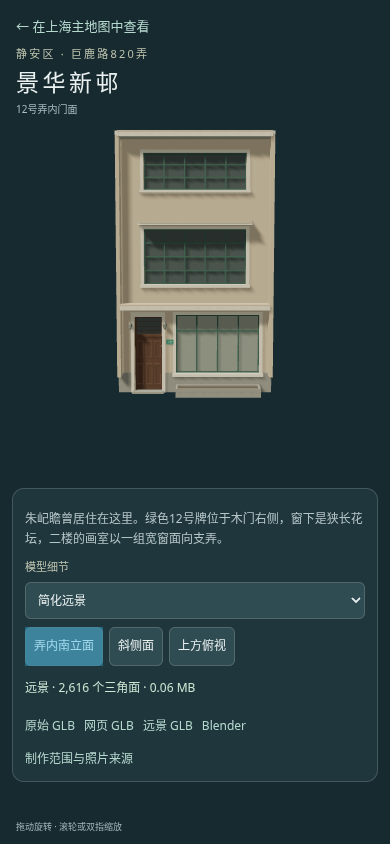 ← 在上海主地图中查看
静安区 · 巨鹿路820弄
景华新邨
12号弄内门面
12
朱屺瞻曾居住在这里。绿色12号牌位于木门右侧，窗下是狭长花
坛，二楼的画室以一组宽窗面向支弄。
模型细节
简化远景
弄内南立面 斜侧面 上方俯视
远景 · 2,616 个三角面 · 0.06 MB
原始 GLB 网页 GLB 远景 GLB Blender
制作范围与照片来源
拖动旋转 · 滚轮或双指缩放